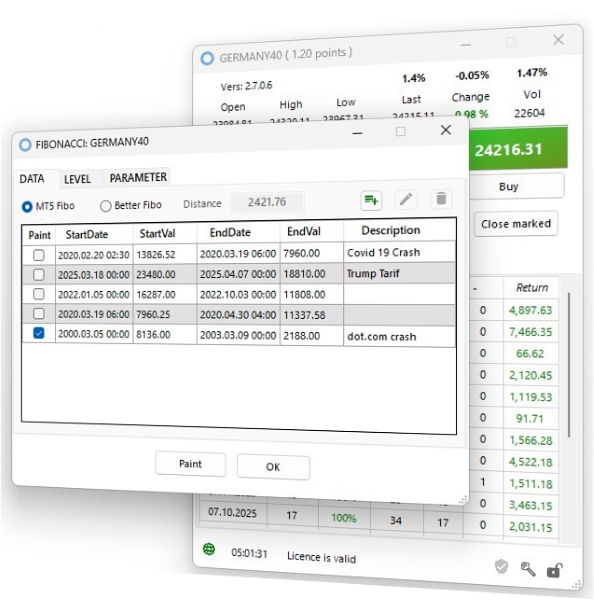 GERMANY40 ( 1.20 points )
Vers: 2.7.0.6
1.4% -0.05% 1.47%
Open High Low Last Change Vol
0.98 % 22604
24216.31
Buy
Close marked
- Return
0 4,897.63
0 7,466.35
0 66.62
0 2,120.45
0 1,119.53
0 91.71
0 1,566.28
0 4,522.18
1 1,511.18
0 3,463.15
07.10.2025 17 100% 34 17 0 2,031.15
05:01:31 Licence is valid
FIBONACCI: GERMANY40
DATA LEVEL PARAMETER
MT5 Fibo Better Fibo Distance 2421.76
Paint StartDate StartVal EndDate EndVal Description
2020.02.20 02:30 13826.52 2020.03.19 06:00 7960.00 Covid 19 Crash
2025.03.18 00:00 23480.00 2025.04.07 00:00 18810.00 Trump Tarif
2022.01.05 00:00 16287.00 2022.10.03 00:00 11808.00
2020.03.19 06:00 7960.25 2020.04.30 04:00 11337.58
2000.03.05 00:00 8136.00 2003.03.09 00:00 2188.00 dot.com crash
Paint OK